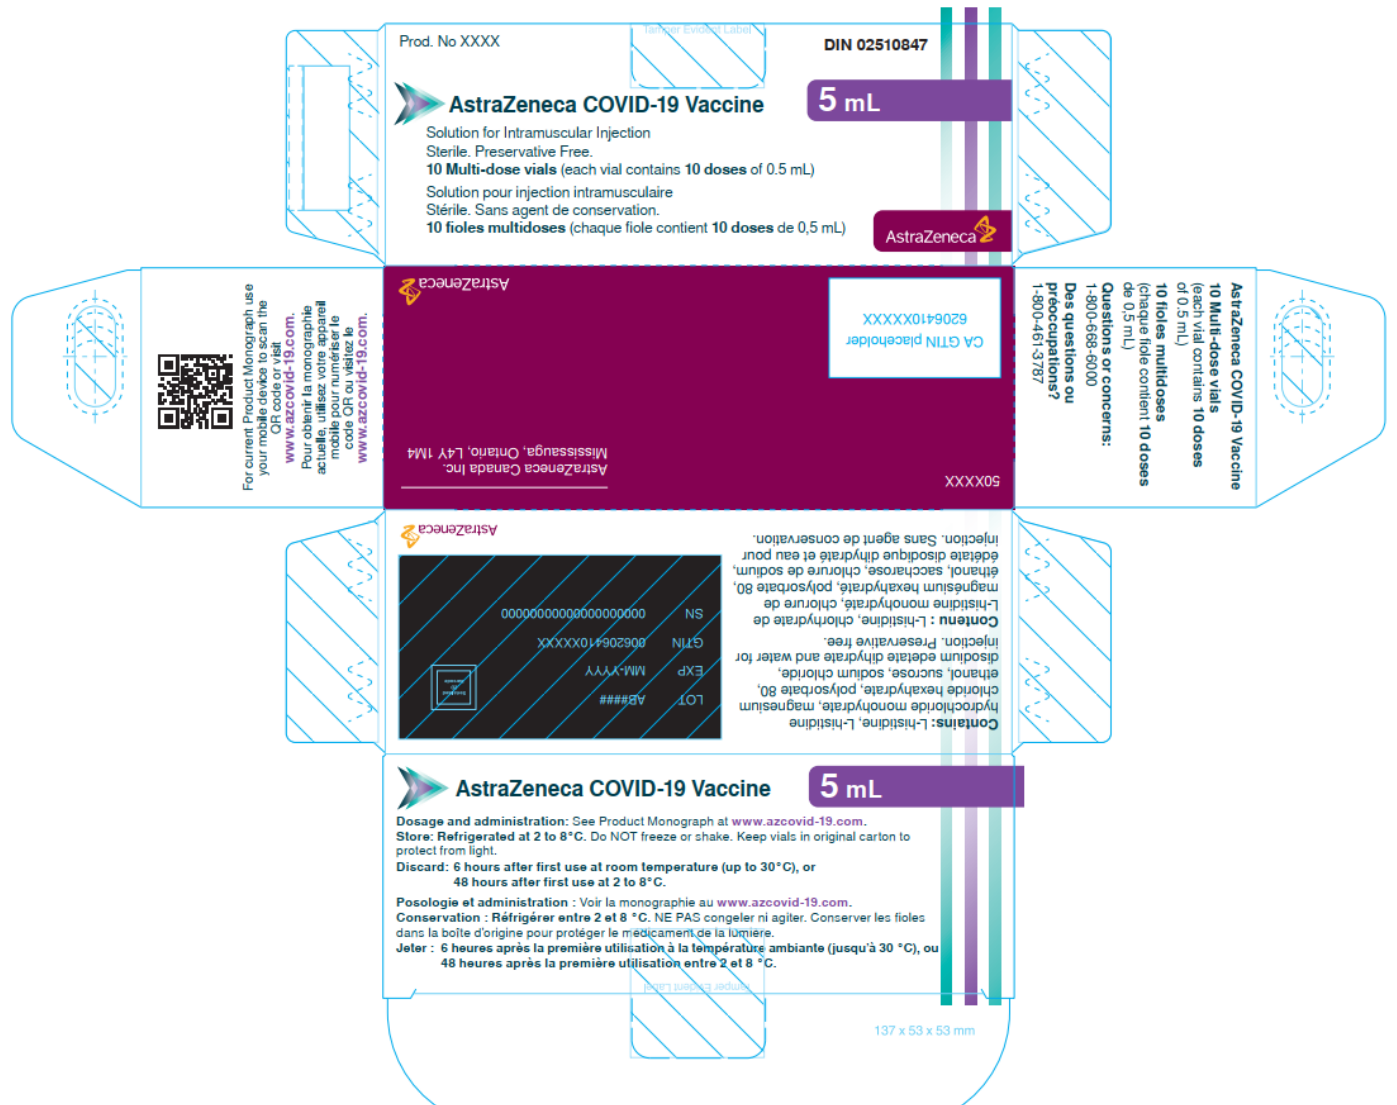 Tamper Evident Label
Prod. No XXXX
DIN 02510847
AstraZeneca COVID-19 Vaccine
5 mL
Solution for Intramuscular Injection
Sterile. Preservative Free.
10 Multi-dose vials (each vial contains 10 doses of 0.5 mL)
Solution pour injection intramusculaire
Stérile. Sans agent de conservation.
10 fioles multidoses (chaque fiole contient 10 doses de 0,5 mL)
AstraZeneca
For current Product Monograph use
your mobile device to scan the
QR code or visit
www.azcovid-19.com.
Pour obtenir la monographie
actuelle, utilisez votre appareil
mobile pour numériser le
code QR ou visitez le
www.azcovid-19.com.
AstraZeneca
CA GTIN placeholder
6206410XXXXX
AstraZeneca Canada Inc.
Mississauga, Ontario, L4Y 1M4
50XXXX
AstraZeneca COVID-19 Vaccine
10 Multi-dose vials
(each vial contains 10 doses
of 0.5 mL)
10 fioles multidoses
(chaque fiole contient 10 doses
de 0,5 mL)
Questions or concerns:
1-800-668-6000
Des questions ou
préoccupations?
1-800-461-3787
Contains: L-histidine, L-histidine
hydrochloride monohydrate, magnesium
chloride hexahydrate, polysorbate 80,
ethanol, sucrose, sodium chloride,
disodium edetate dihydrate and water for
injection. Preservative free.
Contenu : L-histidine, chlorhydrate de
L-histidine monohydraté, chlorure de
magnésium hexahydraté, polysorbate 80,
éthanol, saccharose, chlorure de sodium,
édétate disodique dihydraté et eau pour
injection. Sans agent de conservation.
LOT AB#####
EXP MM-YYYY
GTIN 006206410XXXXX
SN 00000000000000000000
AstraZeneca
AstraZeneca COVID-19 Vaccine
5 mL
Dosage and administration: See Product Monograph at www.azcovid-19.com.
Store: Refrigerated at 2 to 8°C. Do NOT freeze or shake. Keep vials in original carton to
protect from light.
Discard: 6 hours after first use at room temperature (up to 30°C), or
48 hours after first use at 2 to 8°C.
Posologie et administration : Voir la monographie au www.azcovid-19.com.
Conservation : Réfrigérer entre 2 et 8 °C. NE PAS congeler ni agiter. Conserver les fioles
dans la boîte d'origine pour protéger le médicament de la lumière.
Jeter : 6 heures après la première utilisation à la température ambiante (jusqu'à 30 °C), ou
48 heures après la première utilisation entre 2 et 8 °C.
Tamper Evident Label
137 x 53 x 53 mm